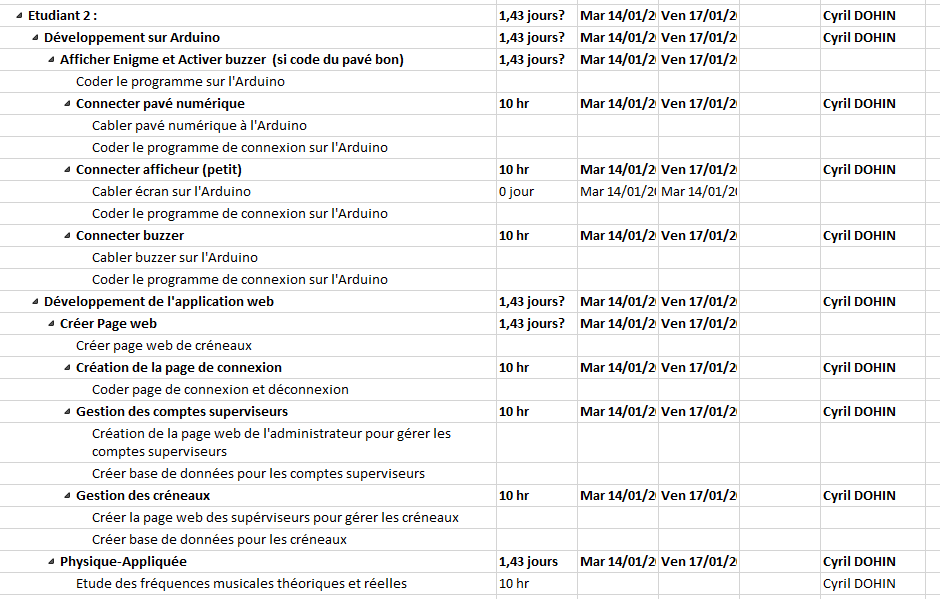 Etudiant 2 : 1,43 jours? Mar 14/01/2 Ven 17/01/2 Cyril DOHIN
Développement sur Arduino 1,43 jours? Mar 14/01/2 Ven 17/01/2 Cyril DOHIN
Afficher Enigme et Activer buzzer (si code du pavé bon) 1,43 jours? Mar 14/01/2 Ven 17/01/2
Coder le programme sur l'Arduino
Connecter pavé numérique 10 hr Mar 14/01/2 Ven 17/01/2 Cyril DOHIN
Cabler pavé numérique à l'Arduino
Coder le programme de connexion sur l'Arduino
Connecter afficheur (petit) 10 hr Mar 14/01/2 Ven 17/01/2 Cyril DOHIN
Cabler écran sur l'Arduino 0 jour Mar 14/01/20 Mar 14/01/20
Coder le programme de connexion sur l'Arduino
Connecter buzzer 10 hr Mar 14/01/2 Ven 17/01/2 Cyril DOHIN
Cabler buzzer sur l'Arduino
Coder le programme de connexion sur l'Arduino
Développement de l'application web 1,43 jours? Mar 14/01/2 Ven 17/01/2 Cyril DOHIN
Créer Page web 1,43 jours? Mar 14/01/2 Ven 17/01/2
Créer page web de créneaux
Création de la page de connexion 10 hr Mar 14/01/2 Ven 17/01/2 Cyril DOHIN
Coder page de connexion et déconnexion
Gestion des comptes superviseurs 10 hr Mar 14/01/2 Ven 17/01/2 Cyril DOHIN
Création de la page web de l'administrateur pour gérer les
comptes superviseurs
Créer base de données pour les comptes superviseurs
Gestion des créneaux 10 hr Mar 14/01/2 Ven 17/01/2 Cyril DOHIN
Créer la page web des supérviseurs pour gérer les créneaux
Créer base de données pour les créneaux
Physique-Appliquée 1,43 jours Mar 14/01/2 Ven 17/01/2 Cyril DOHIN
Etude des fréquences musicales théoriques et réelles 10 hr Cyril DOHIN